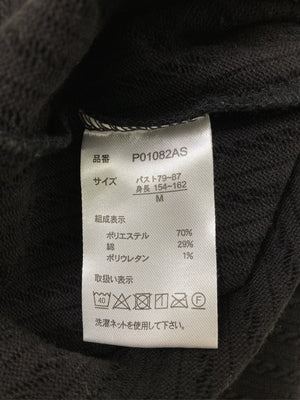 品番 P01082AS
サイズ バスト79-87
身長 154-162
M
組成表示
ポリエステル 70%
綿 29%
ポリウレタン 1%
取扱い表示
40 F
洗濯ネットを使用して下さい。